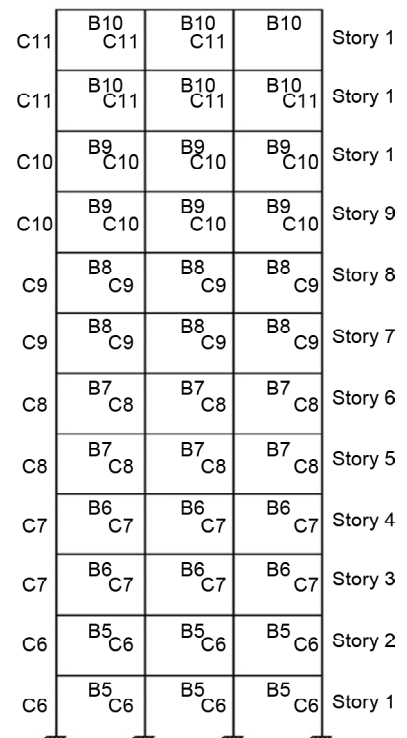 B10 B10 B10
C11 C11 C11 Story 1
B10 B10 B10
C11 C11 C11 C11 Story 1
B9 B9 B9
C10 C10 C10 C10 Story 1
B9 B9 B9
C10 C10 C10 C10 Story 9
B8 B8 B8
C9 C9 C9 C9 Story 8
B8 B8 B8
C9 C9 C9 C9 Story 7
B7 B7 B7
C8 C8 C8 C8 Story 6
B7 B7 B7
C8 C8 C8 C8 Story 5
B6 B6 B6
C7 C7 C7 C7 Story 4
B6 B6 B6
C7 C7 C7 C7 Story 3
B5 B5 B5
C6 C6 C6 C6 Story 2
B5 B5 B5
C6 C6 C6 C6 Story 1